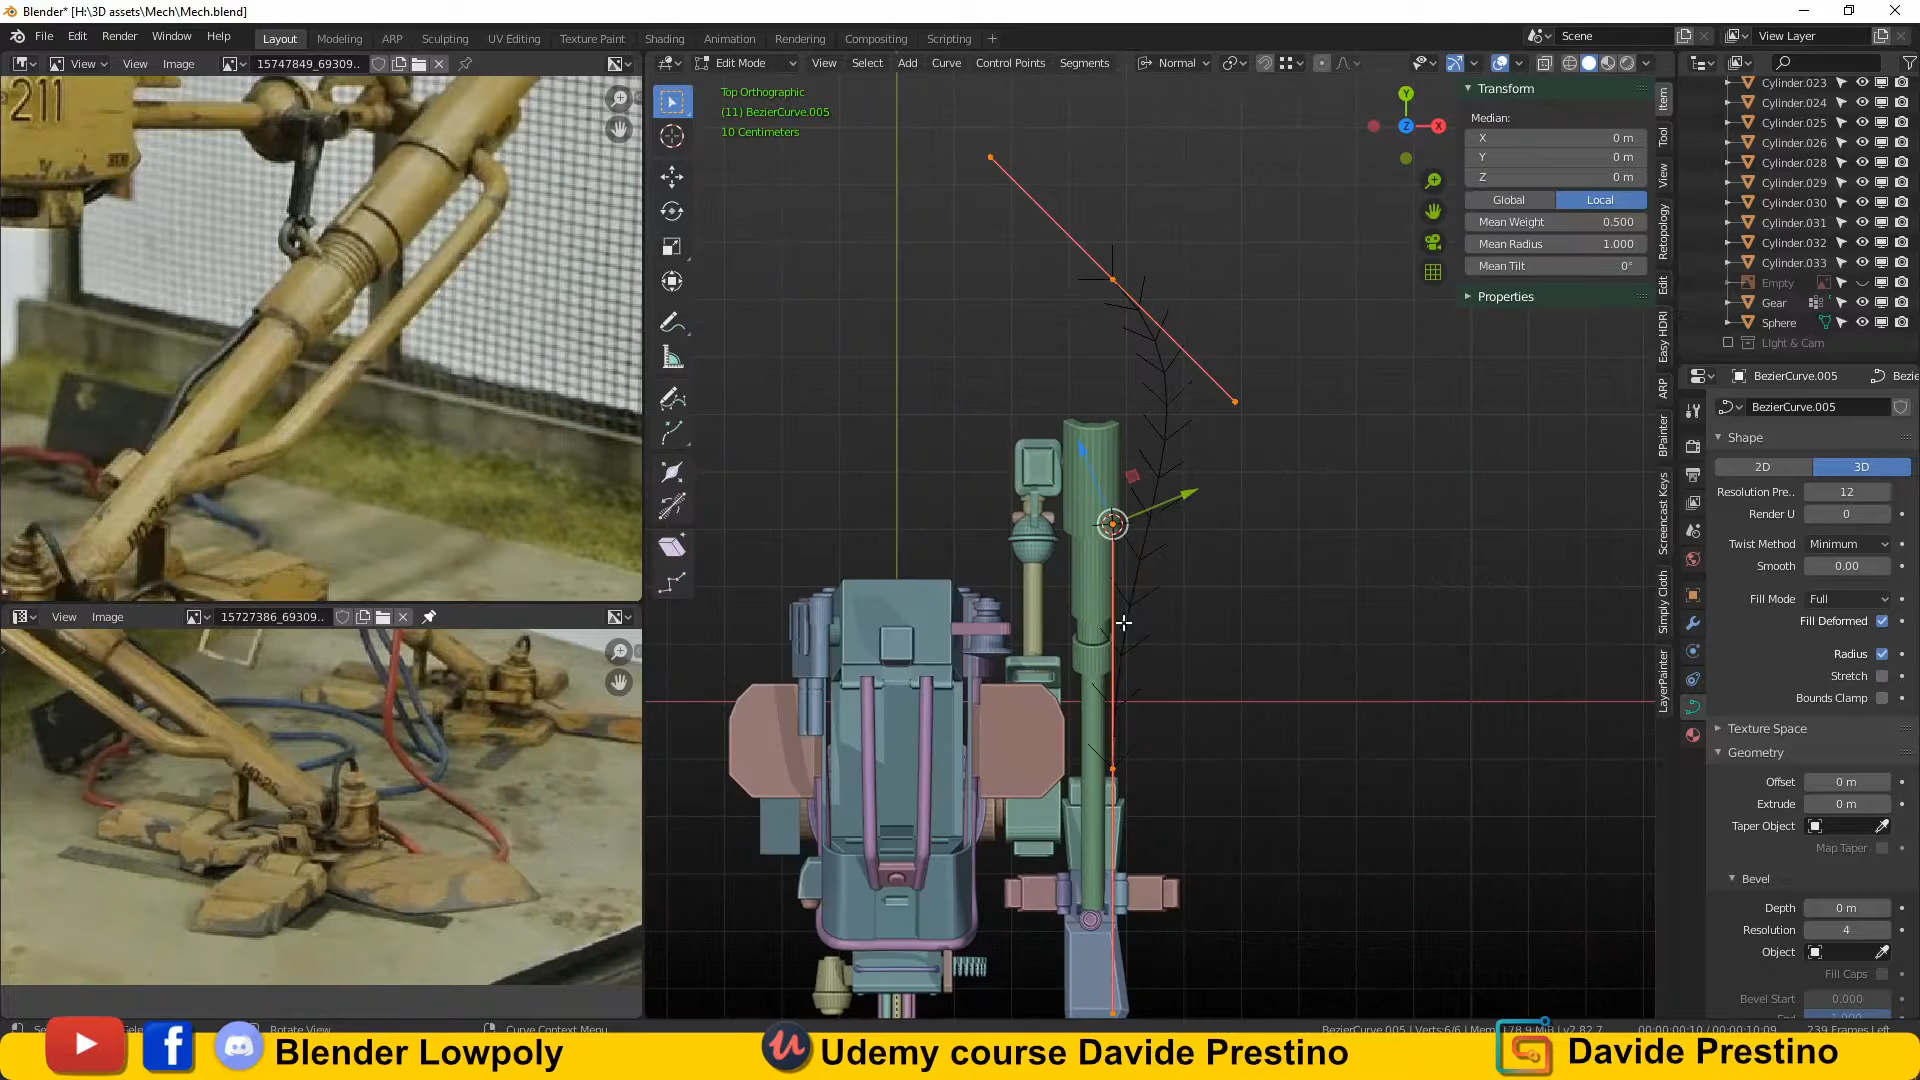 Blender* [H:\3D assets\Mech\Mech.blend]
File Edit Render Window Help
Layout Modeling ARP Sculpting UV Editing Texture Paint Shading Animation Rendering Compositing Scripting
Scene
View Layer
View View Image 15747849_69309..
Edit Mode View Select Add Curve Control Points Segments Normal
211
Top Orthographic
(11) BezierCurve.005
10 Centimeters
Y
Z
X
Transform
Median:
X 0 m
Y 0 m
Z 0 m
Global Local
Mean Weight 0.500
Mean Radius 1.000
Mean Tilt 0°
Properties
Item
Tool
View
Retopology
Edit
Easy HDRI
ARP
BPainter
Screencast Keys
Simply Cloth
LayerPainter
Cylinder.023
Cylinder.024
Cylinder.025
Cylinder.026
Cylinder.028
Cylinder.029
Cylinder.030
Cylinder.031
Cylinder.032
Cylinder.033
Empty
Gear
Sphere
Light & Cam
BezierCurve.005 Bezie
BezierCurve.005
Shape
2D 3D
Resolution Pre.. 12
Render U 0
Twist Method Minimum
Smooth 0.00
Fill Mode Full
Fill Deformed
Radius
Stretch
Bounds Clamp
Texture Space
Geometry
Offset 0 m
Extrude 0 m
Taper Object
Map Taper
Bevel
Depth 0 m
Resolution 4
Object
Fill Caps
Bevel Start 0.000
View Image 15727386_69309..
Rotate View
Curve Context Menu
Blender Lowpoly
Udemy course Davide Prestino
Davide Prestino